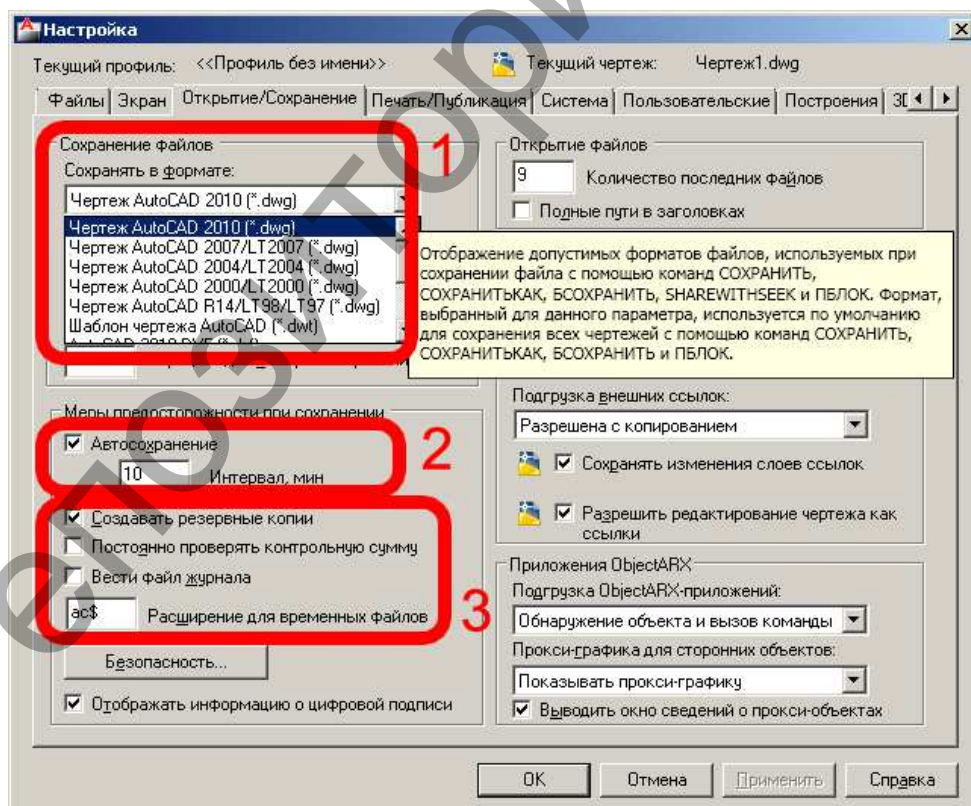 Настройка
Текущий профиль: <<Профиль без имени>> Текущий чертеж: Чертеж1.dwg
Файлы Экран Открытие/Сохранение Печать/Публикация Система Пользовательские Построения
Сохранение файлов
1
Сохранять в формате:
Чертеж AutoCAD 2010 (*.dwg)
Чертеж AutoCAD 2010 (*.dwg)
Чертеж AutoCAD 2007/LT2007 (*.dwg)
Чертеж AutoCAD 2004/LT2004 (*.dwg)
Чертеж AutoCAD 2000/LT2000 (*.dwg)
Чертеж AutoCAD R14/LT98/LT97 (*.dwg)
Шаблон чертежа AutoCAD (*.dwt)
Меры предосторожности при сохранении
Автосохранение
10 Интервал, мин
2
Создавать резервные копии
Постоянно проверять контрольную сумму
Вести файл журнала
ac$ Расширение для временных файлов
3
Безопасность...
Отображать информацию о цифровой подписи
Открытие файлов
9 Количество последних файлов
Полные пути в заголовках
Отображение допустимых форматов файлов, используемых при
сохранении файла с помощью команд СОХРАНИТЬ,
СОХРАНИТЬКАК, БСОХРАНИТЬ, SHAREWITHSEEK и ПБЛОК. Формат,
выбранный для данного параметра, используется по умолчанию
для сохранения всех чертежей с помощью команд СОХРАНИТЬ,
СОХРАНИТЬКАК, БСОХРАНИТЬ и ПБЛОК.
Подгрузка внешних ссылок:
Разрешена с копированием
Сохранять изменения слоев ссылок
Разрешить редактирование чертежа как
ссылки
Приложения ObjectARX
Подгрузка ObjectARX-приложений:
Обнаружение объекта и вызов команды
Прокси-графика для сторонних объектов:
Показывать прокси-графику
Выводить окно сведений о прокси-объектах
OK Отмена Применить Справка